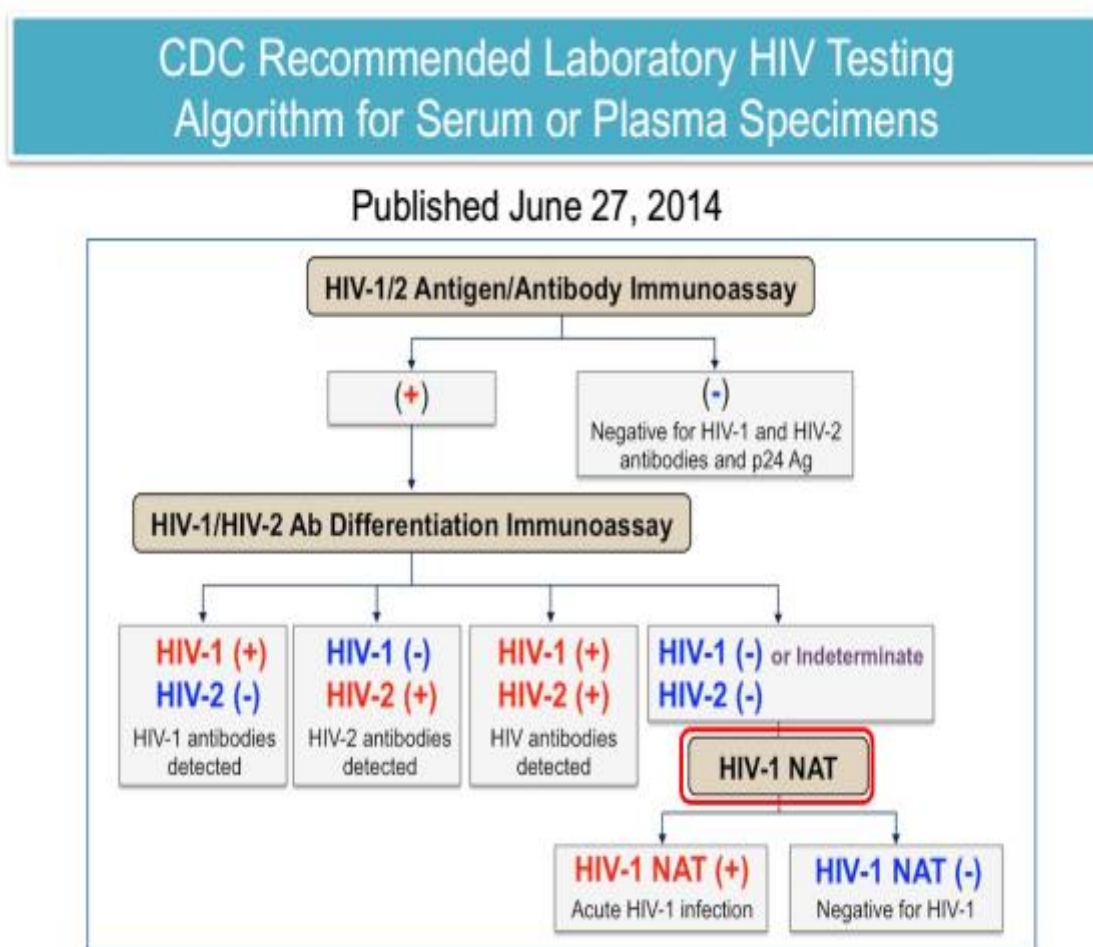 CDC Recommended Laboratory HIV Testing
Algorithm for Serum or Plasma Specimens
Published June 27, 2014
HIV-1/2 Antigen/Antibody Immunoassay
(+)
(-)
Negative for HIV-1 and HIV-2
antibodies and p24 Ag
HIV-1/HIV-2 Ab Differentiation Immunoassay
HIV-1 (+)
HIV-2 (-)
HIV-1 antibodies
detected
HIV-1 (-)
HIV-2 (+)
HIV-2 antibodies
detected
HIV-1 (+)
HIV-2 (+)
HIV antibodies
detected
HIV-1 (-) or Indeterminate
HIV-2 (-)
HIV-1 NAT
HIV-1 NAT (+)
Acute HIV-1 infection
HIV-1 NAT (-)
Negative for HIV-1